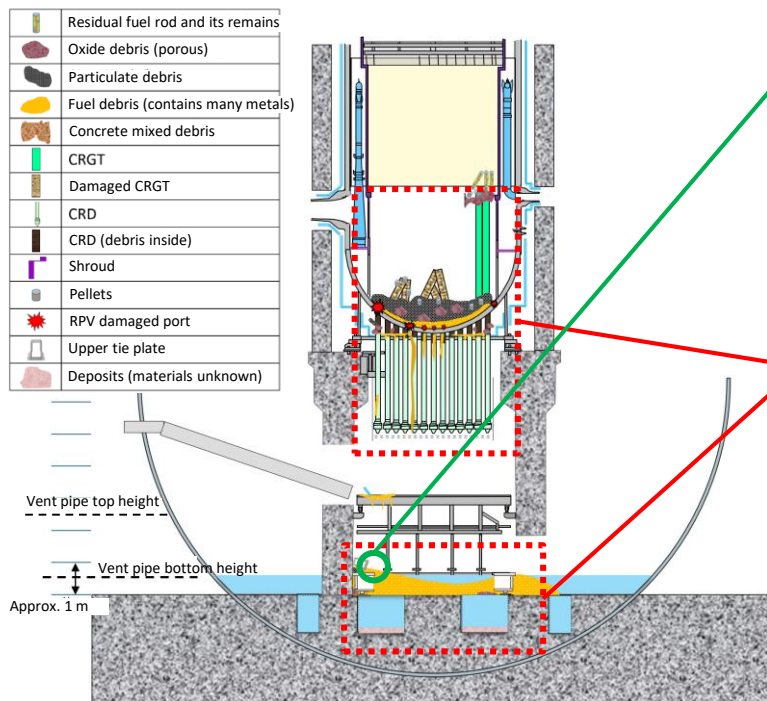 Residual fuel rod and its remains
Oxide debris (porous)
Particulate debris
Fuel debris (contains many metals)
Concrete mixed debris
CRGT
Damaged CRGT
CRD
CRD (debris inside)
Shroud
Pellets
RPV damaged port
Upper tie plate
Deposits (materials unknown)
Vent pipe top height
Vent pipe bottom height
Approx. 1 m